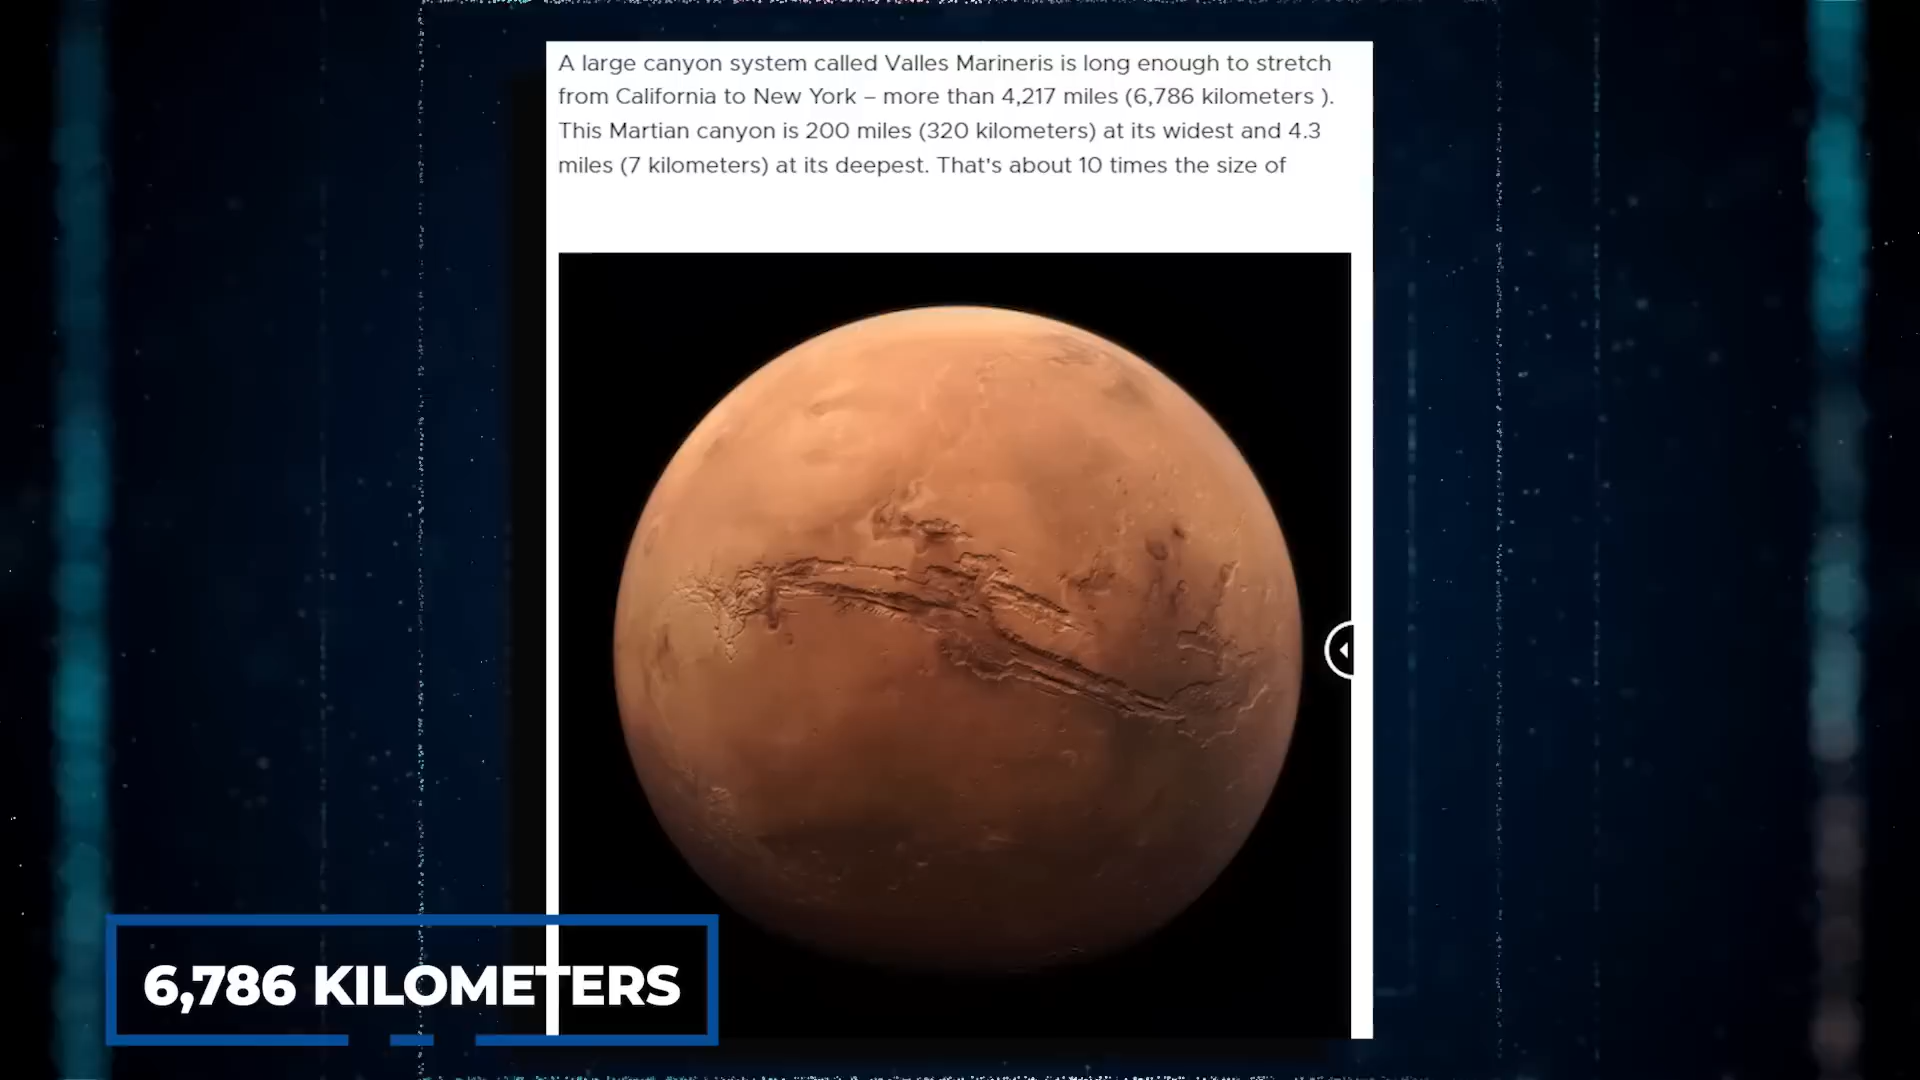 A large canyon system called Valles Marineris is long enough to stretch
from California to New York – more than 4,217 miles (6,786 kilometers ).
This Martian canyon is 200 miles (320 kilometers) at its widest and 4.3
miles (7 kilometers) at its deepest. That's about 10 times the size of
6,786 KILOMETERS